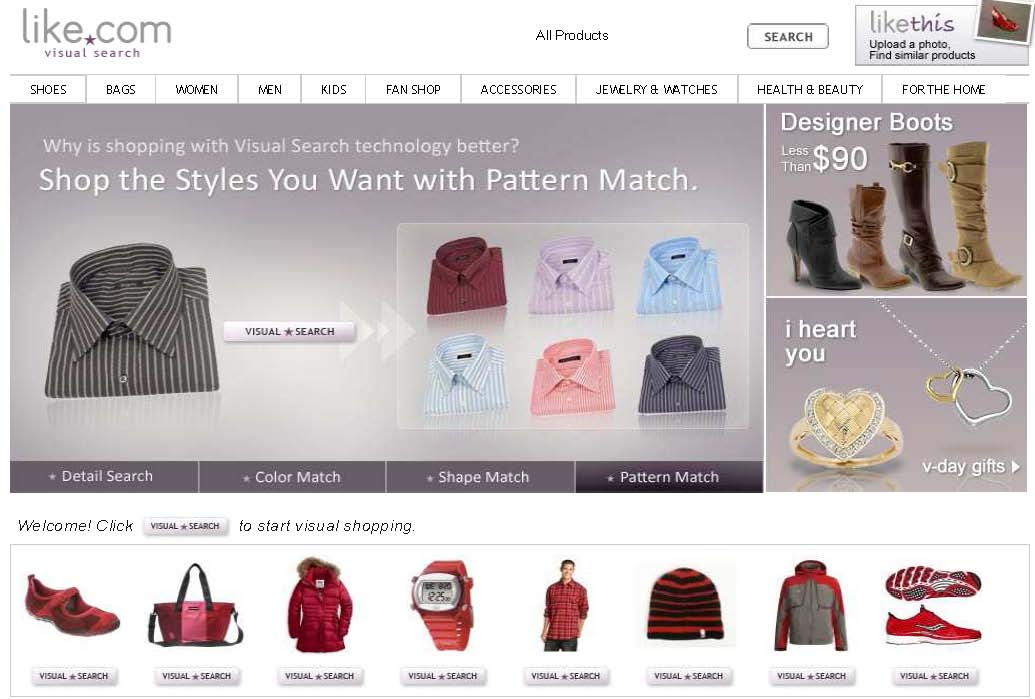 like.com
visual search
All Products
SEARCH
likethis
Upload a photo,
Find similar products
SHOES
BAGS
WOMEN
MEN
KIDS
FAN SHOP
ACCESSORIES
JEWELRY & WATCHES
HEALTH & BEAUTY
FOR THE HOME
Why is shopping with Visual Search technology better?
Shop the Styles You Want with Pattern Match.
VISUAL ★ SEARCH
Detail Search
Color Match
Shape Match
Pattern Match
Designer Boots
Less
Than $90
i heart
you
v-day gifts
Welcome! Click VISUAL ★ SEARCH to start visual shopping.
VISUAL ★ SEARCH
VISUAL ★ SEARCH
VISUAL ★ SEARCH
VISUAL ★ SEARCH
VISUAL ★ SEARCH
VISUAL ★ SEARCH
VISUAL ★ SEARCH
VISUAL ★ SEARCH